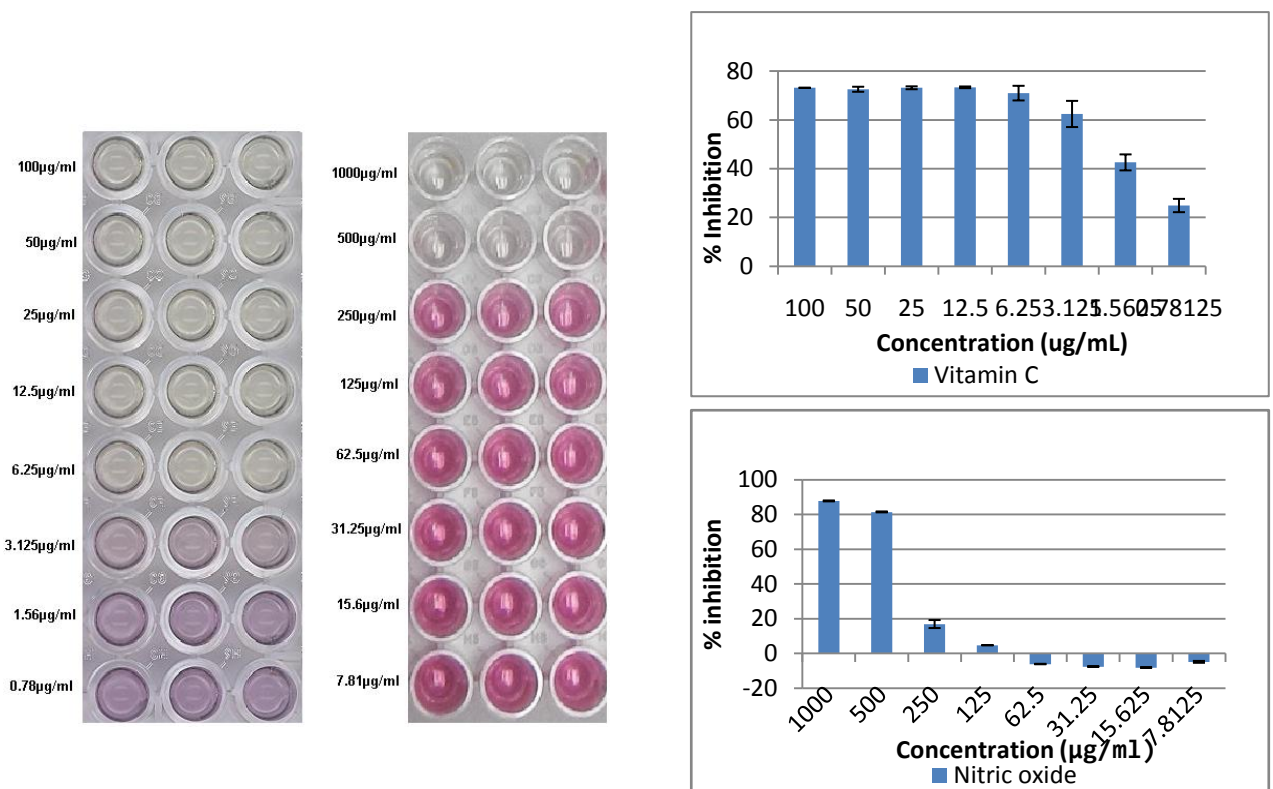 100µg/ml
50µg/ml
25µg/ml
12.5µg/ml
6.25µg/ml
3.125µg/ml
1.56µg/ml
0.78µg/ml
1000µg/ml
500µg/ml
250µg/ml
125µg/ml
62.5µg/ml
31.25µg/ml
15.6µg/ml
7.81µg/ml
80
60
40
20
0
% Inhibition
100 50 25 12.5 6.25 3.125 1.5625 0.78125
Concentration (ug/mL)
Vitamin C
100
80
60
40
20
0
-20
% inhibition
1000 500 250 125 62.5 31.25 15.625 7.8125
Concentration (µg/ml)
Nitric oxide